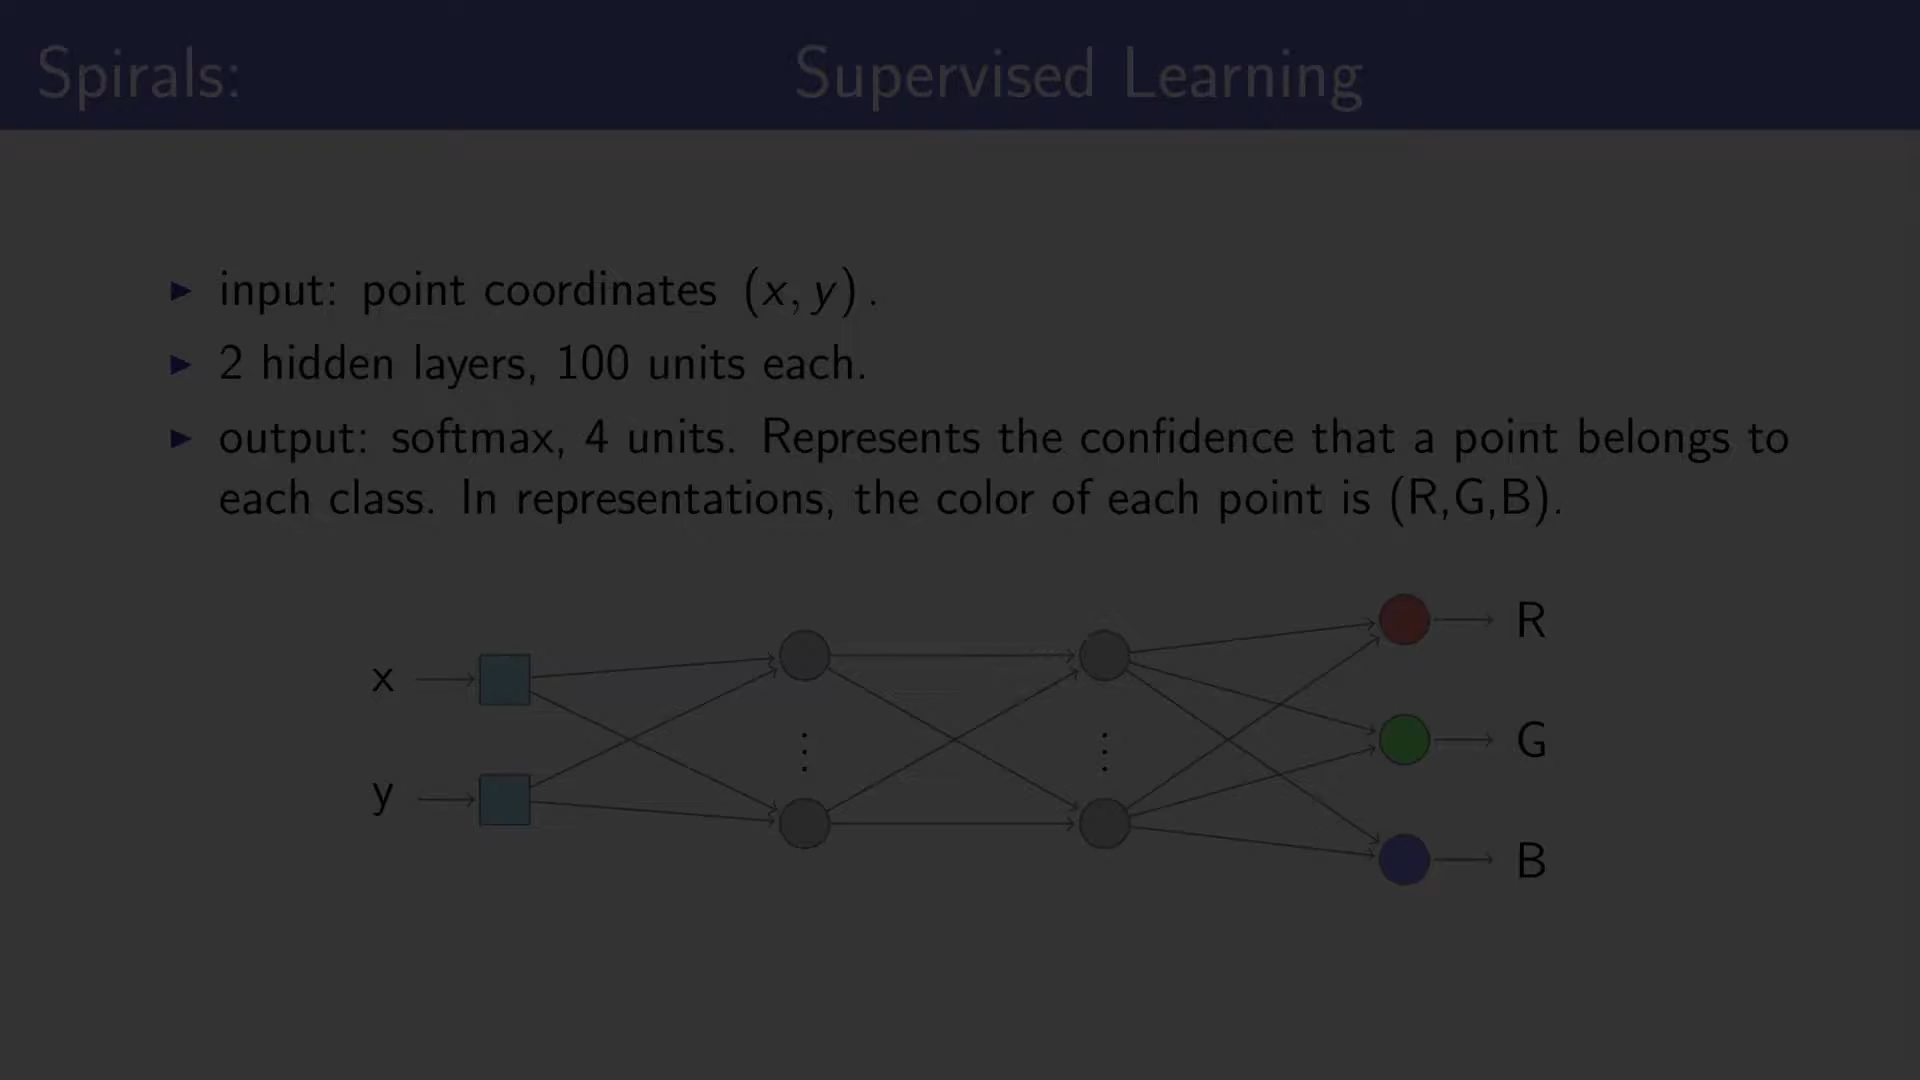 Spirals: Supervised Learning
input: point coordinates (x, y).
2 hidden layers, 100 units each.
output: softmax, 4 units. Represents the confidence that a point belongs to
each class. In representations, the color of each point is (R,G,B).
R
x
G
y
B